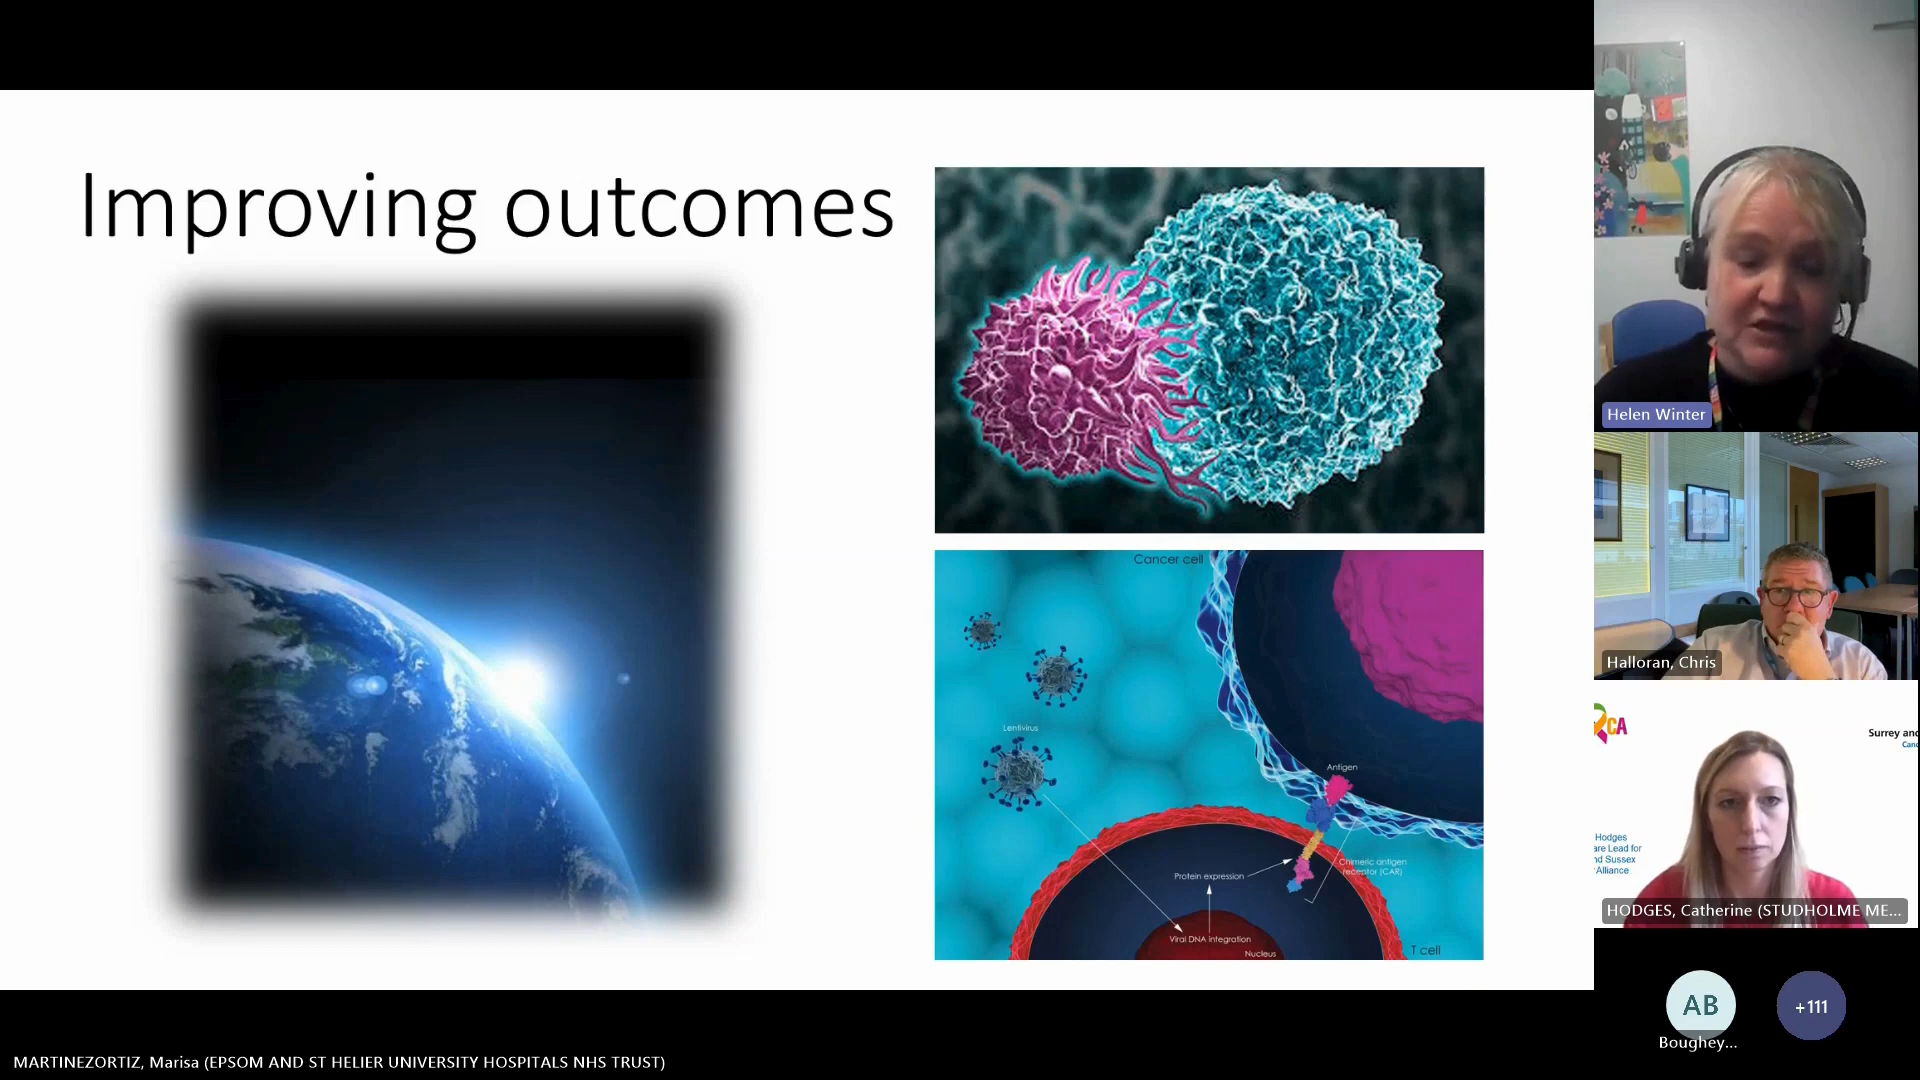 Improving outcomes
Cancer cell
Lentivirus
Antigen
Chimeric antigen
receptor (CAR)
Protein expression
Viral DNA integration
Nucleus
T cell
Helen Winter
Halloran, Chris
CA
Surrey and
Canc
Hodges
are Lead for
nd Sussex
Alliance
HODGES, Catherine (STUDHOLME ME...
AB
+111
Boughey...
MARTINEZORTIZ, Marisa (EPSOM AND ST HELIER UNIVERSITY HOSPITALS NHS TRUST)